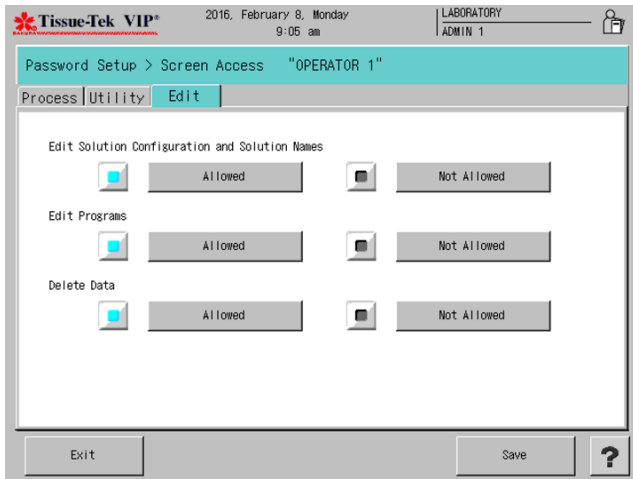 Tissue-Tek VIP®
SAKURA
2016, February 8, Monday
9:05 am
LABORATORY
ADMIN 1
Password Setup > Screen Access "OPERATOR 1"
Process Utility Edit
Edit Solution Configuration and Solution Names
Allowed Not Allowed
Edit Programs
Allowed Not Allowed
Delete Data
Allowed Not Allowed
Exit Save ?